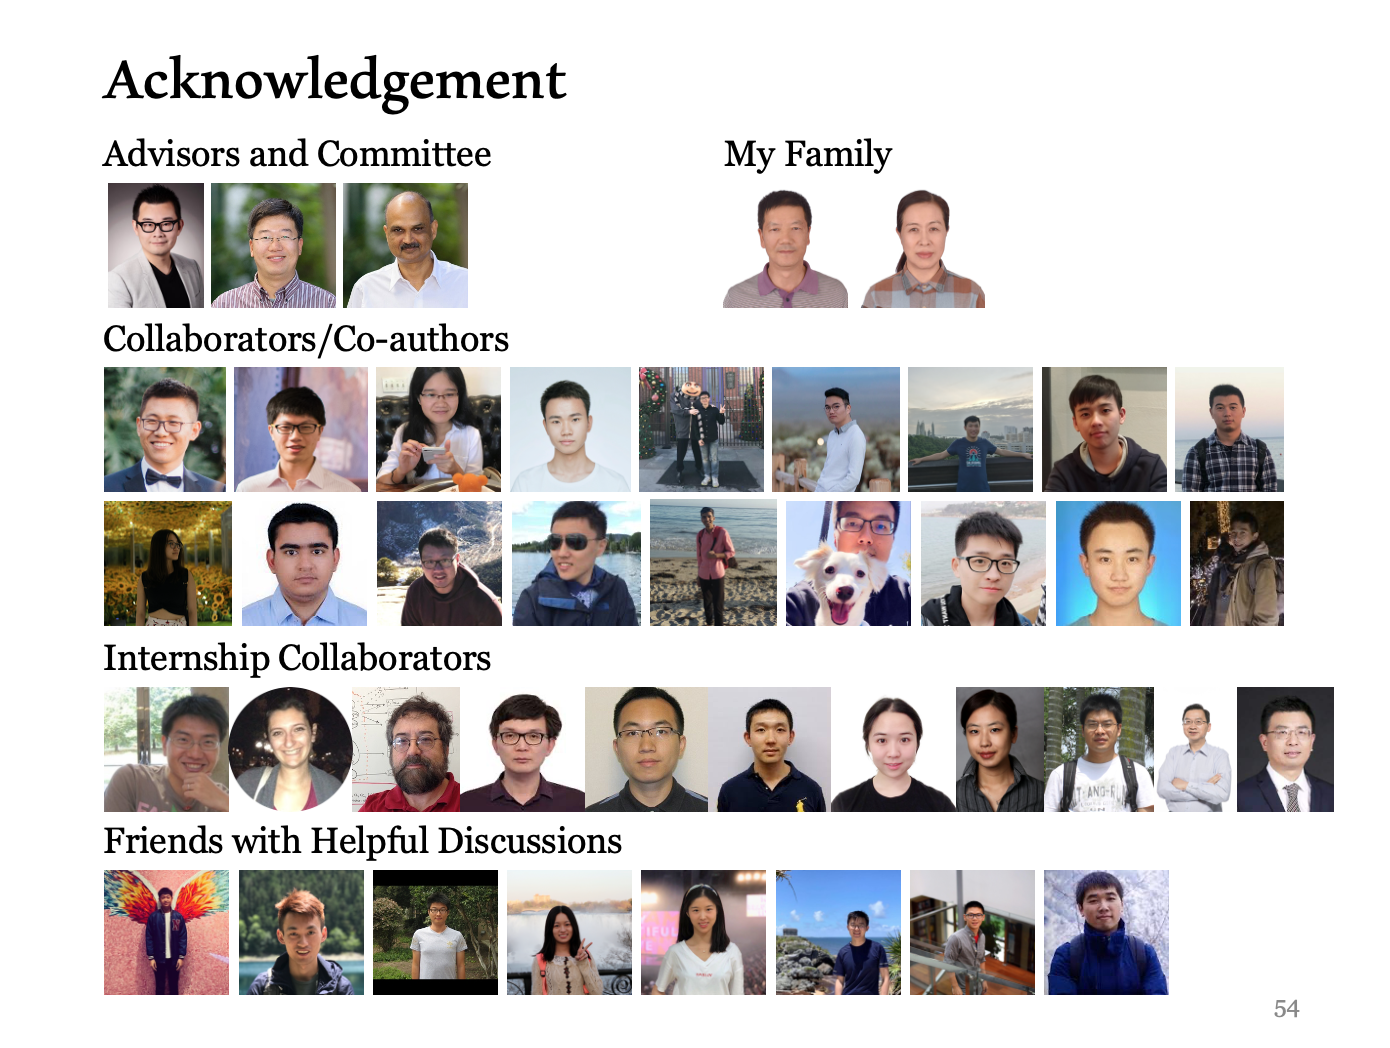 Acknowledgement
Advisors and Committee
My Family
Collaborators/Co-authors
Internship Collaborators
Friends with Helpful Discussions
54